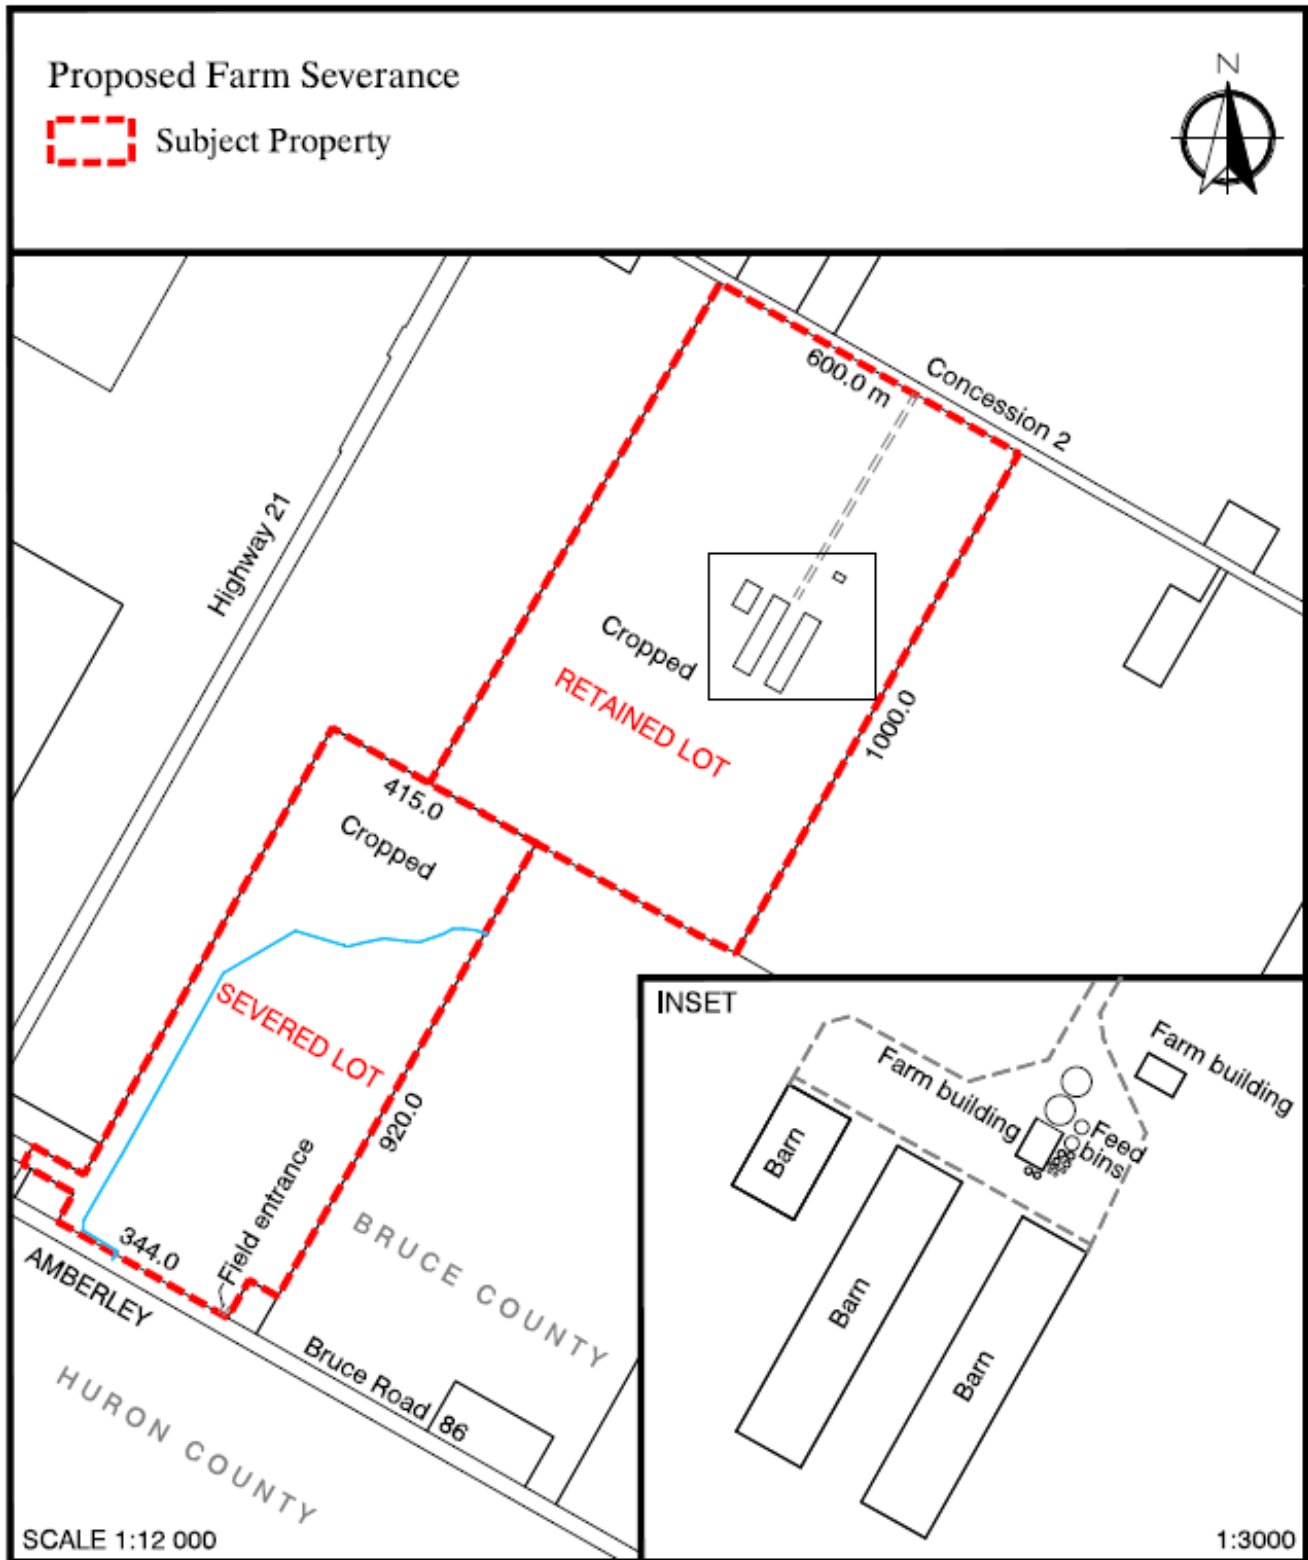 Proposed Farm Severance
N
Subject Property
Concession 2
600.0 m
Highway 21
Cropped
RETAINED LOT
1000.0
415.0
Cropped
SEVERED LOT
920.0
Field entrance
344.0
AMBERLEY
BRUCE COUNTY
Bruce Road 86
HURON COUNTY
SCALE 1:12 000
INSET
Farm building
Farm building
Feed
bins
Barn
Barn
Barn
1:3000